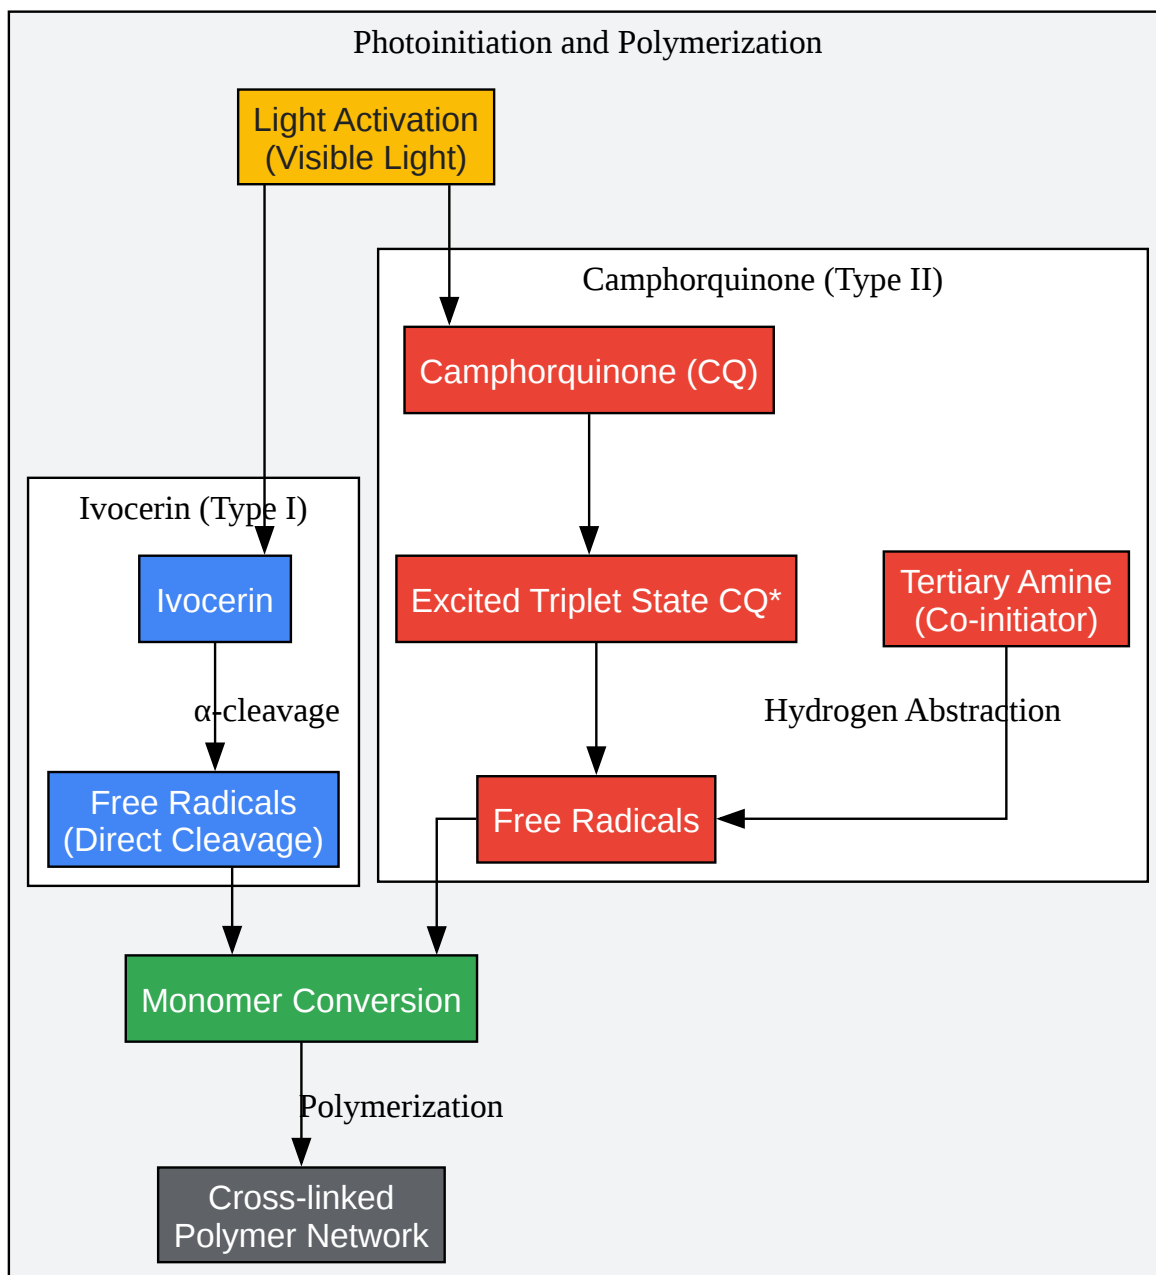 Photoinitiation and Polymerization
Light Activation
(Visible Light)
Camphorquinone (Type II)
Camphorquinone (CQ)
Ivocerin (Type I)
Ivocerin
Excited Triplet State CQ*
Tertiary Amine
(Co-initiator)
α-cleavage
Hydrogen Abstraction
Free Radicals
(Direct Cleavage)
Free Radicals
Monomer Conversion
Polymerization
Cross-linked
Polymer Network